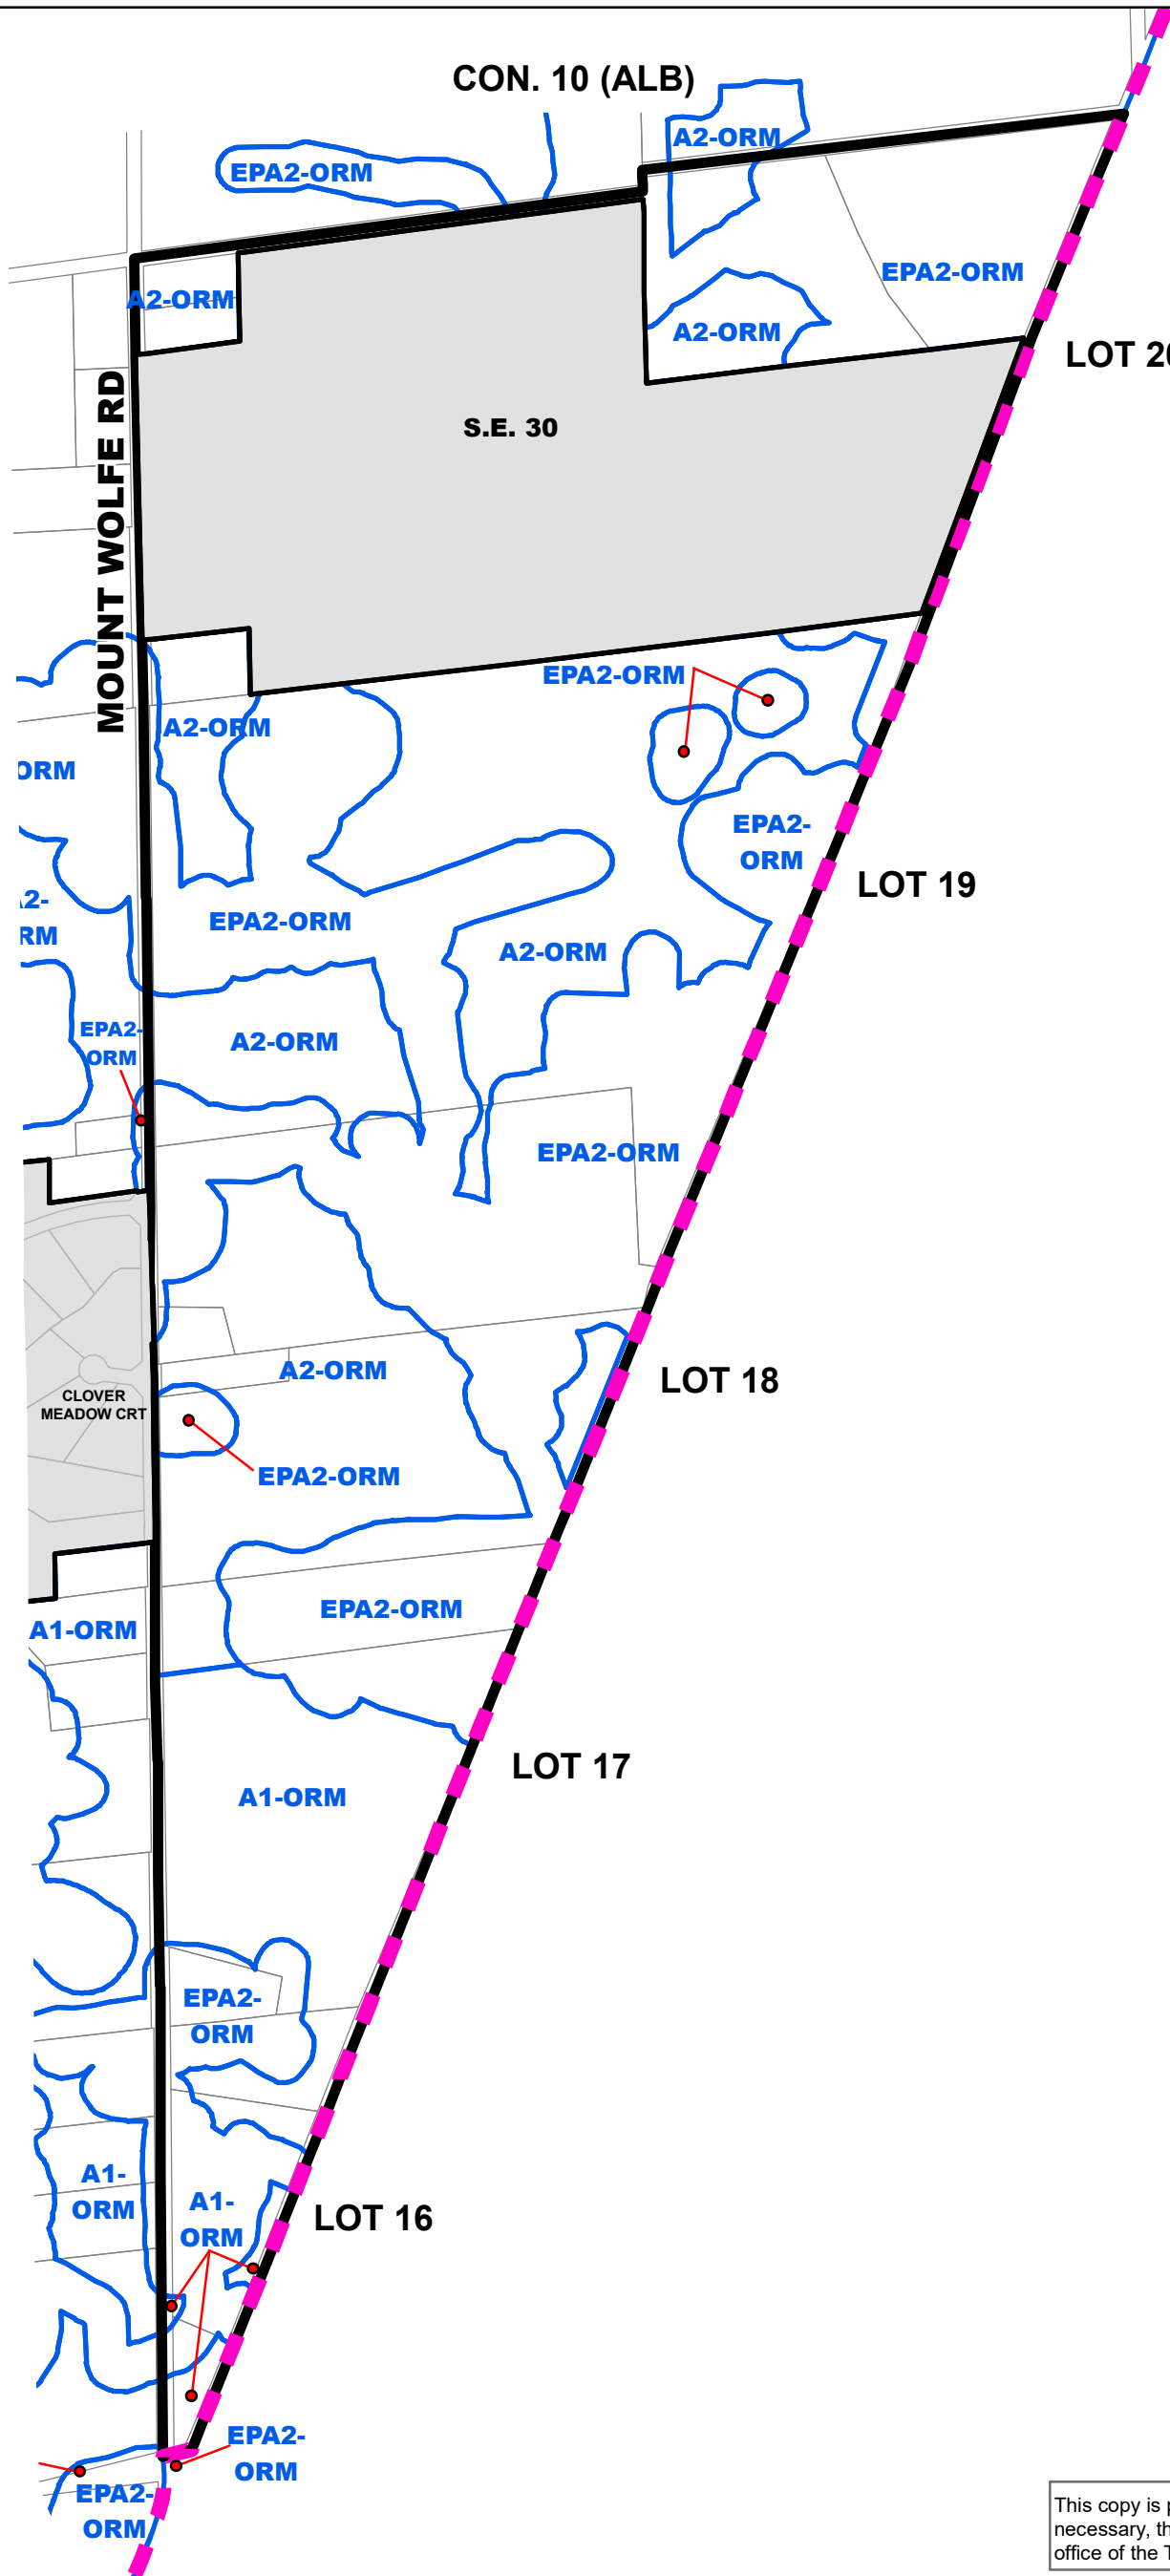 CON. 10 (ALB)
A2-ORM
EPA2-ORM
EPA2-ORM
A2-ORM
A2-ORM
LOT 20
MOUNT WOLFE RD
S.E. 30
EPA2-ORM
A2-ORM
ORM
EPA2-
ORM
LOT 19
EPA2-ORM
RM
A2-ORM
EPA2-
ORM
A2-ORM
EPA2-ORM
A2-ORM
LOT 18
CLOVER
MEADOW CRT
EPA2-ORM
EPA2-ORM
A1-ORM
LOT 17
A1-ORM
EPA2-
ORM
A1-
ORM
A1-
ORM
LOT 16
EPA2-
ORM
EPA2-
ORM
This copy is
necessary,
office of the